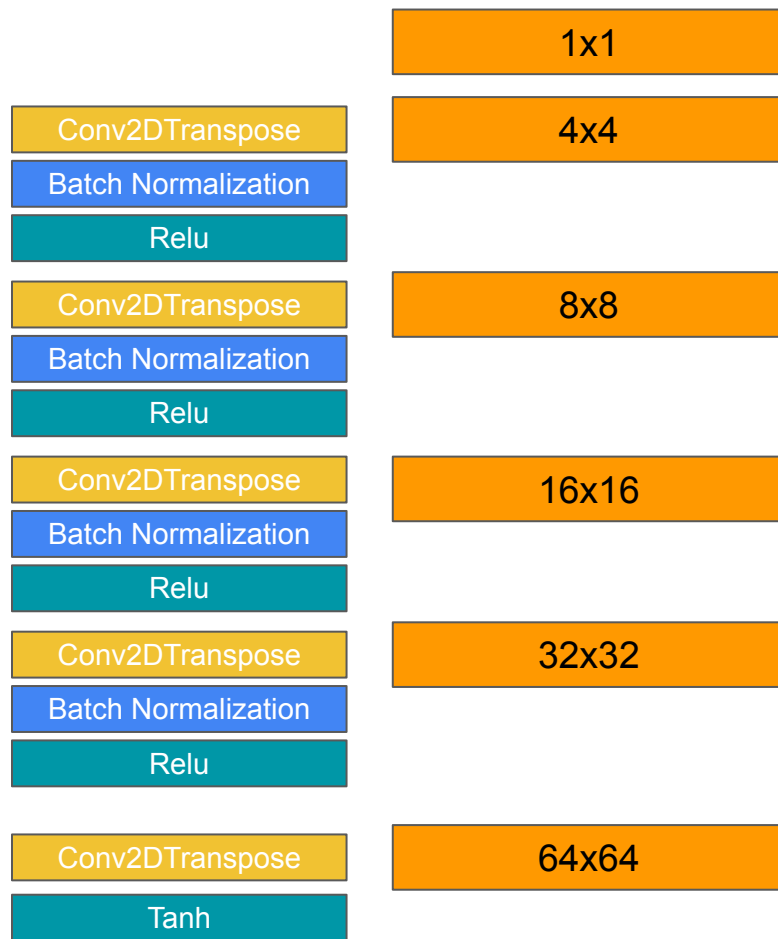 1x1
Conv2DTranspose
4x4
Batch Normalization
Relu
Conv2DTranspose
8x8
Batch Normalization
Relu
Conv2DTranspose
16x16
Batch Normalization
Relu
Conv2DTranspose
32x32
Batch Normalization
Relu
Conv2DTranspose
64x64
Tanh